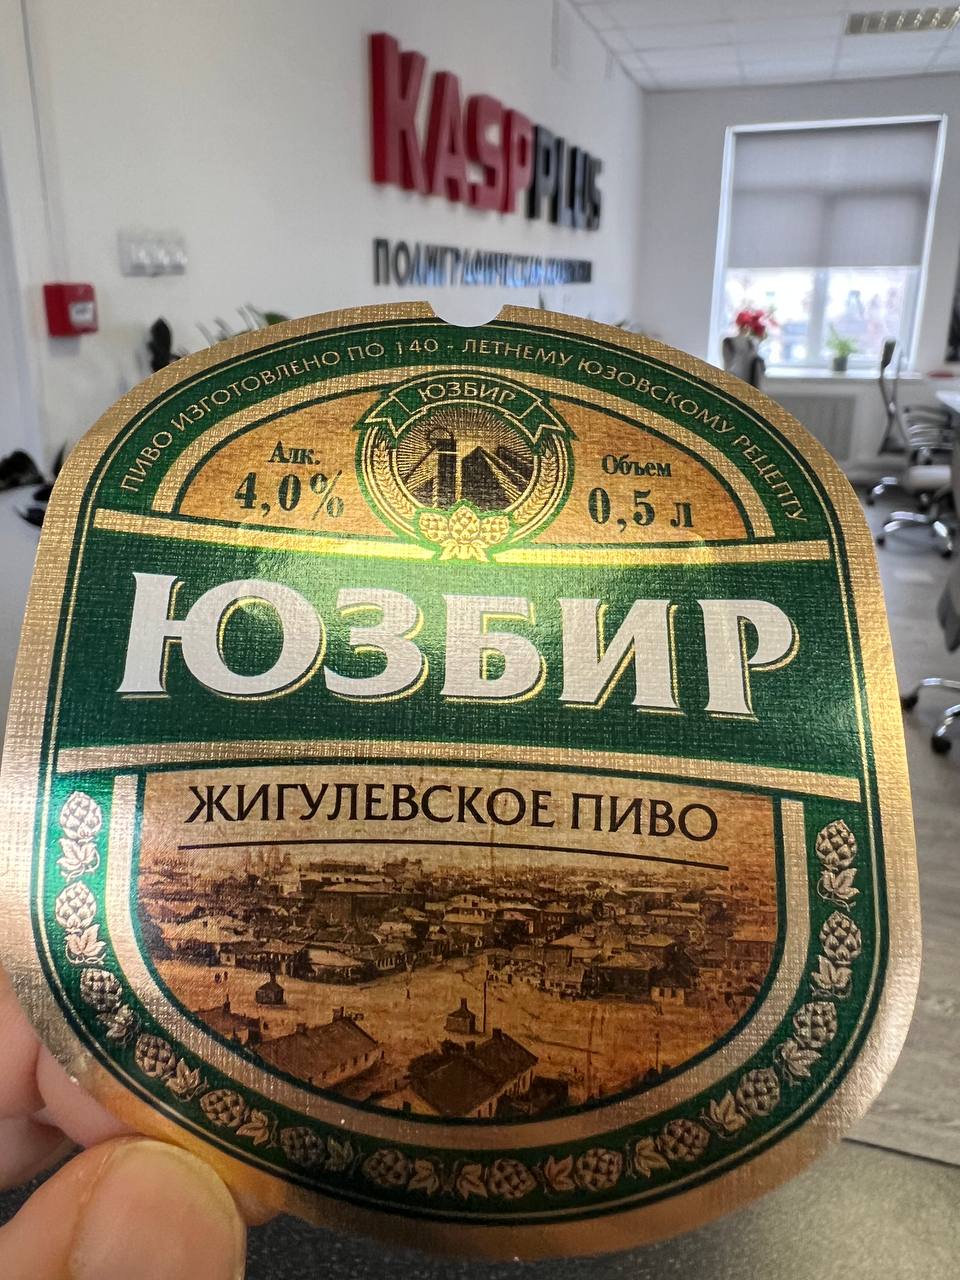 KASPPLUS
ПОЛИГРАФИЧЕСКАЯ
ПИВО ИЗГОТОВЛЕНО ПО 140 - ЛЕТНЕМУ ЮЗОВСКОМУ РЕЦЕПТУ
ЮЗБИР
Алк.
4,0%
Объем
0,5 л
ЮЗБИР
ЖИГУЛЕВСКОЕ ПИВО